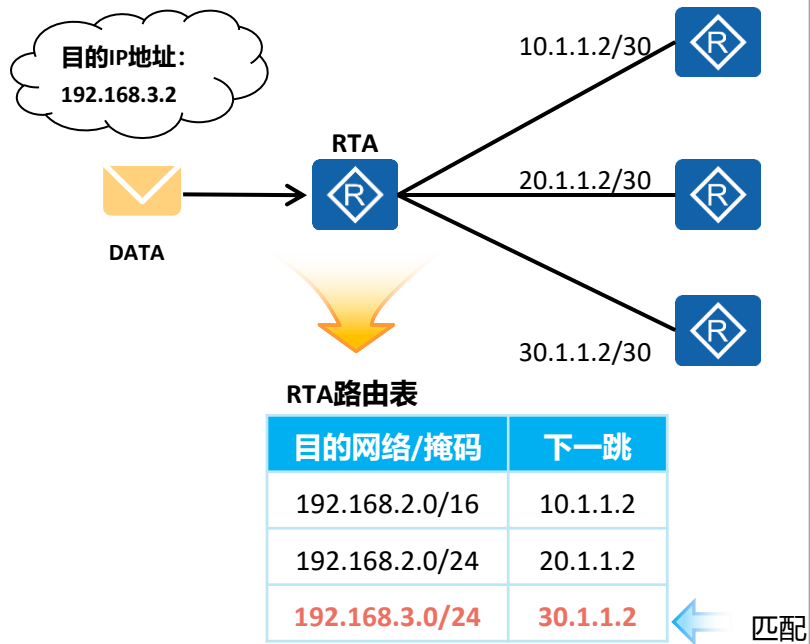 目的IP地址：
192.168.3.2
DATA
RTA
R
10.1.1.2/30
R
20.1.1.2/30
R
30.1.1.2/30
R
RTA路由表
目的网络/掩码 下一跳
192.168.2.0/16 10.1.1.2
192.168.2.0/24 20.1.1.2
192.168.3.0/24 30.1.1.2
匹配